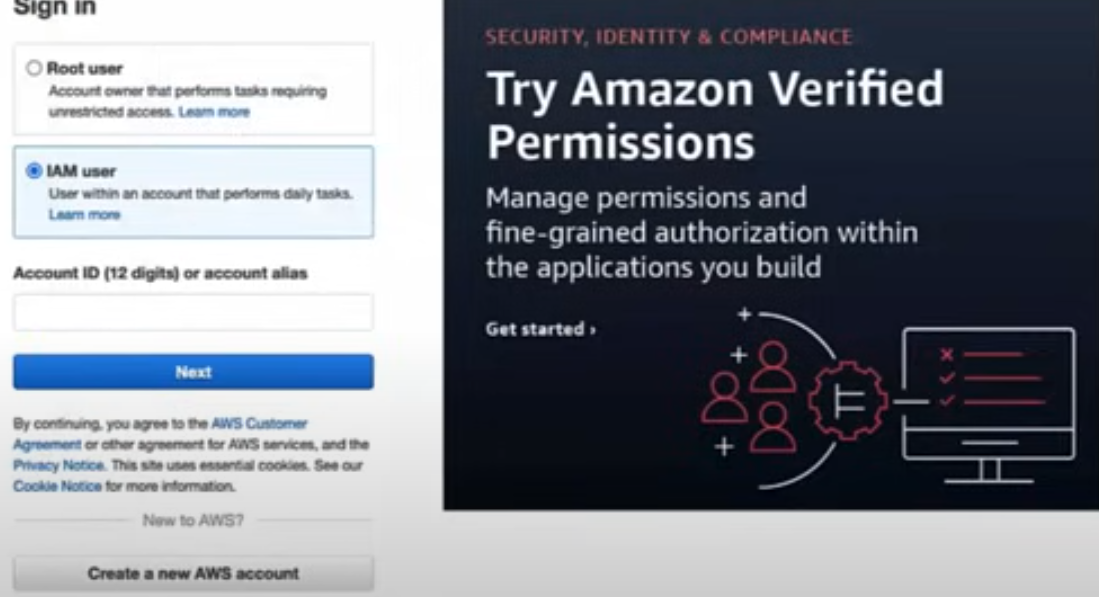 Sign in
Root user
Account owner that performs tasks requiring
unrestricted access. Learn more
IAM user
User within an account that performs daily tasks.
Learn more
Account ID (12 digits) or account alias
Next
By continuing, you agree to the AWS Customer
Agreement or other agreement for AWS services, and the
Privacy Notice. This site uses essential cookies. See our
Cookie Notice for more information.
New to AWS?
Create a new AWS account
SECURITY, IDENTITY & COMPLIANCE
Try Amazon Verified
Permissions
Manage permissions and
fine-grained authorization within
the applications you build
Get started ›